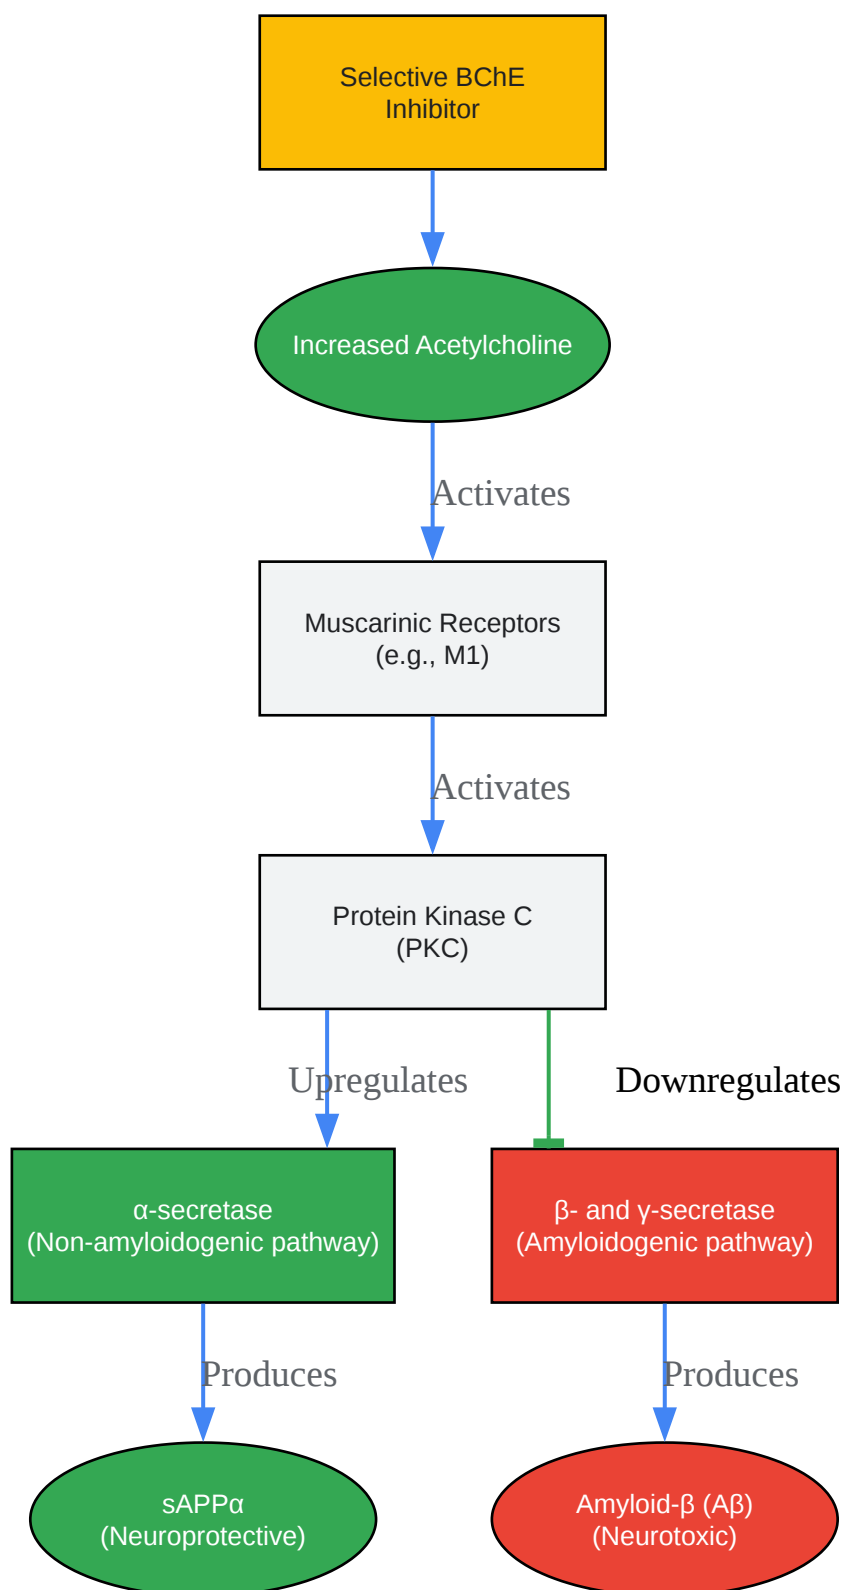 Selective BChE
Inhibitor
Increased Acetylcholine
Activates
Muscarinic Receptors
(e.g., M1)
Activates
Protein Kinase C
(PKC)
Upregulates
Downregulates
α-secretase
(Non-amyloidogenic pathway)
β- and γ-secretase
(Amyloidogenic pathway)
Produces
Produces
sAPPα
(Neuroprotective)
Amyloid-β (Aβ)
(Neurotoxic)